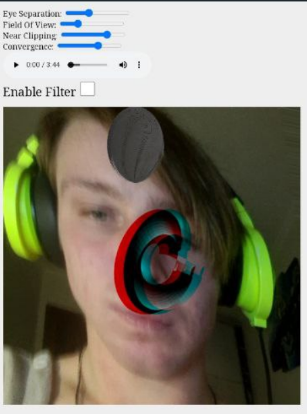 Eye Separation:
Field Of View:
Near Clipping:
Convergence:
0:00 / 3:44
Enable Filter